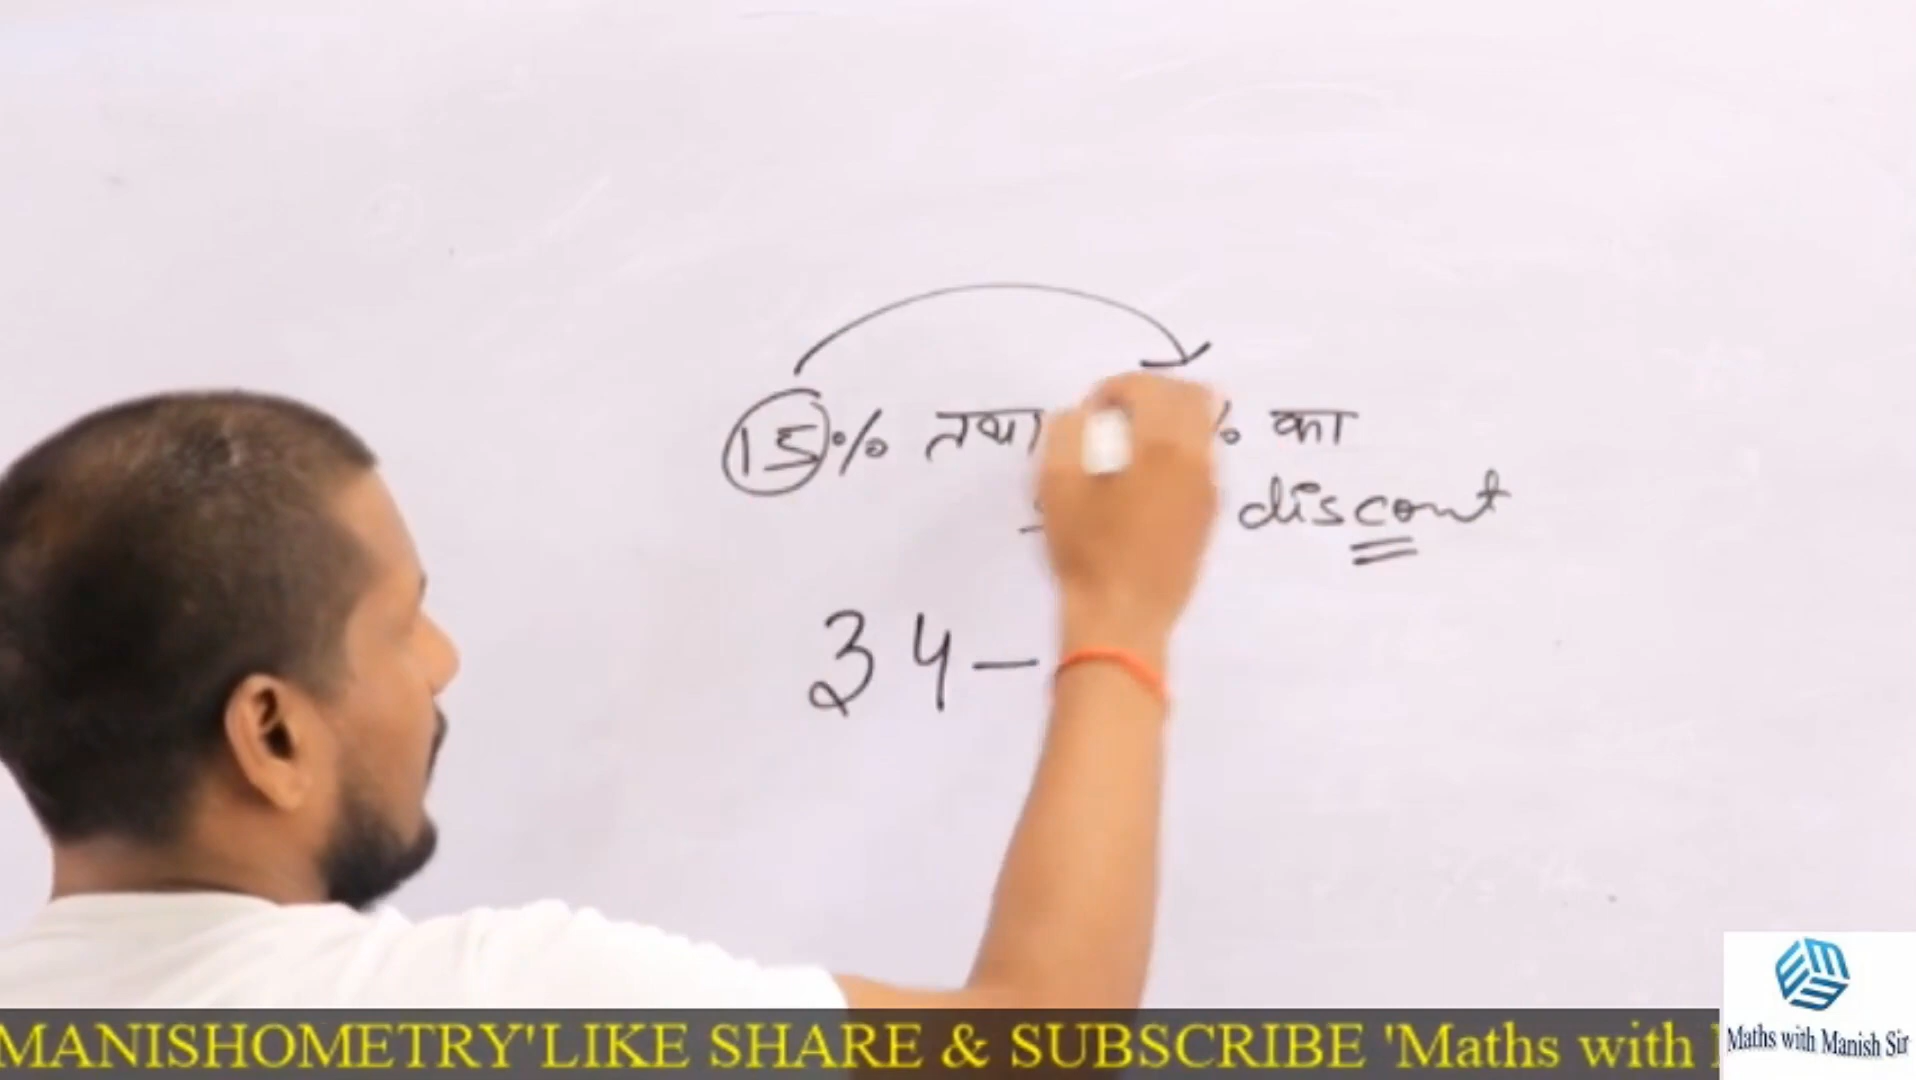 15% तथा % का
discount
34 –
MANISHOMETRY'LIKE SHARE & SUBSCRIBE 'Maths with
Maths with Manish Sir